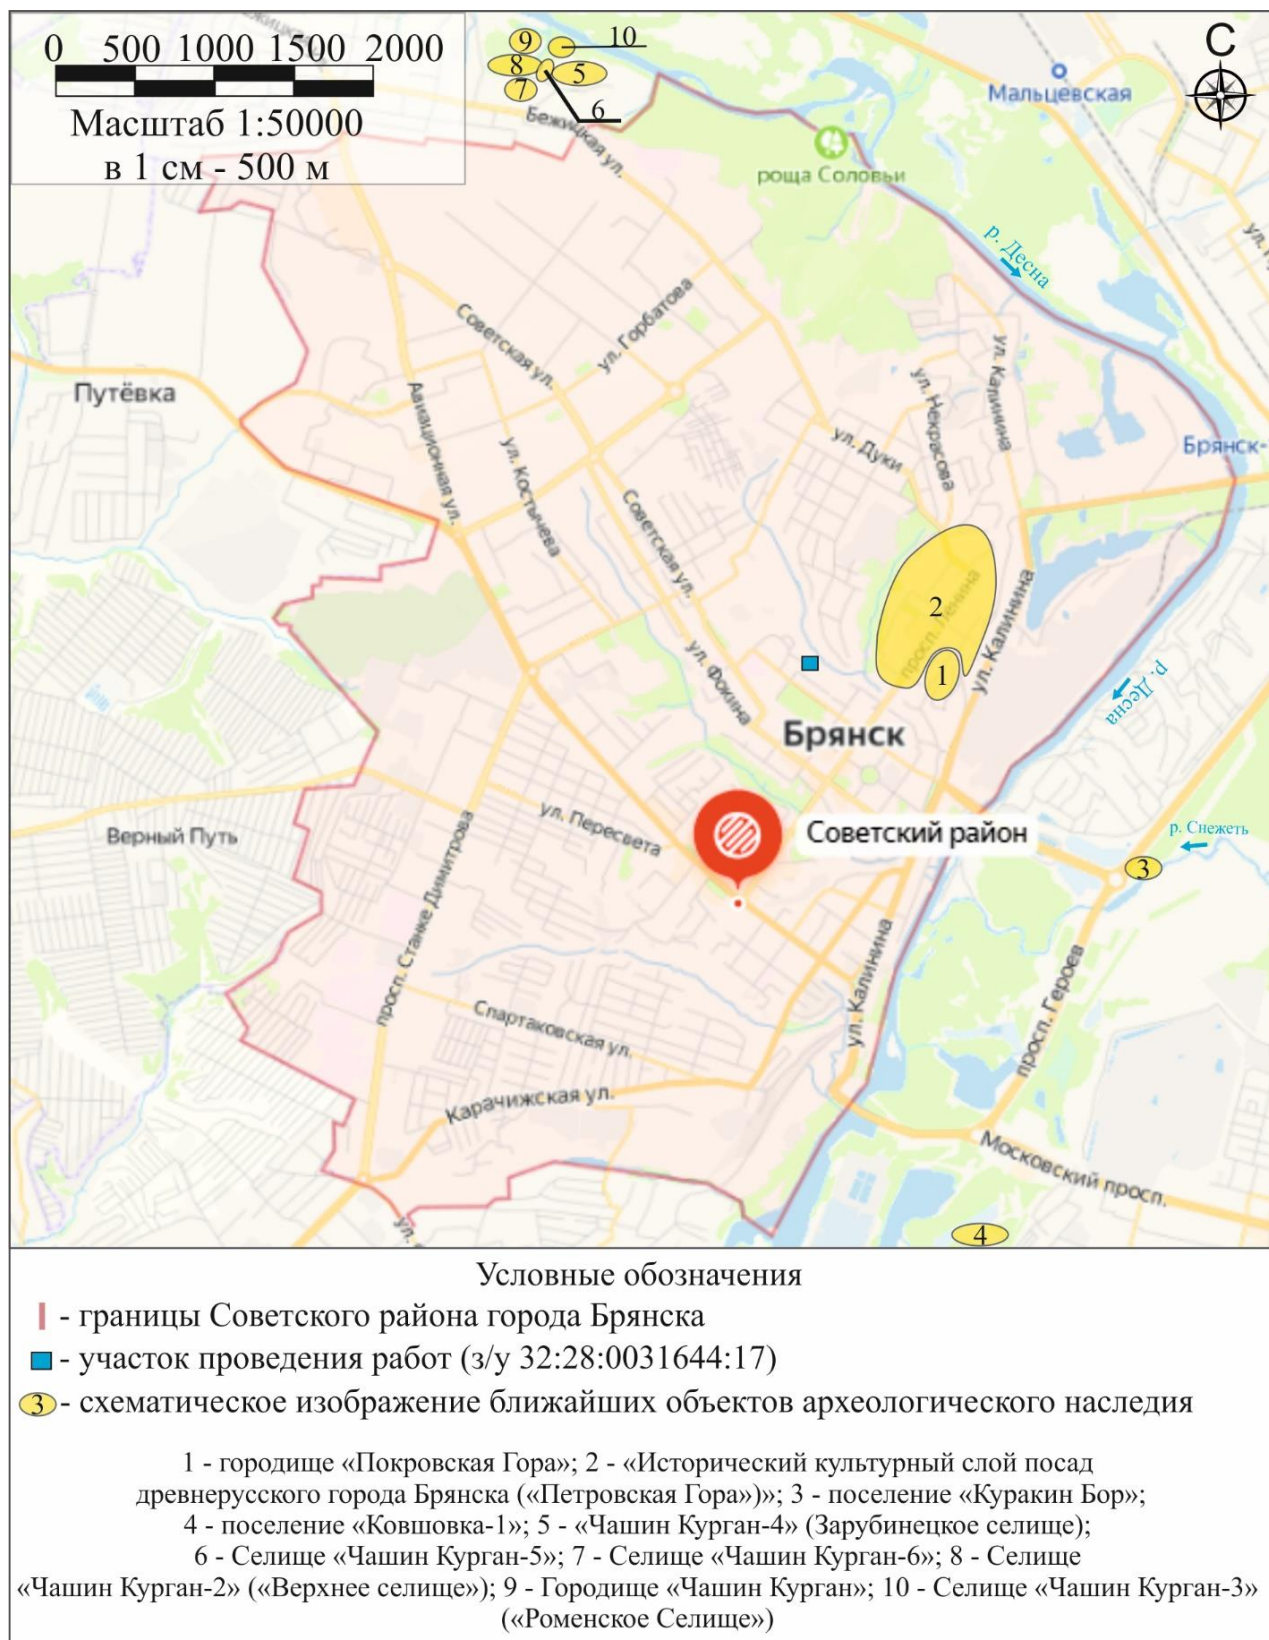 0 500 1000 1500 2000
Масштаб 1:50000
в 1 см - 500 м
9
10
8
5
7
6
С
Мальцевская
Бежицкая ул.
роща Соловьи
р. Десна
Советская ул.
ул. Горбатова
ул. Калинина
ул. Некрасова
Путёвка
Авиационная ул.
ул. Костычева
ул. Дуки
Брянск-
Советская ул.
2
просп. Ленина
ул. Калинина
1
ул. Фокина
р. Десна
Брянск
ул. Пересвета
Верный Путь
Советский район
р. Снежеть
3
просп. Станке Димитрова
ул. Калинина
просп. Героев
Спартаковская ул.
Карачижская ул.
Московский просп.
ул.
4
Условные обозначения
- границы Советского района города Брянска
- участок проведения работ (з/у 32:28:0031644:17)
3 - схематическое изображение ближайших объектов археологического наследия
1 - городище «Покровская Гора»; 2 - «Исторический культурный слой посад
древнерусского города Брянска («Петровская Гора»)»; 3 - поселение «Куракин Бор»;
4 - поселение «Ковшовка-1»; 5 - «Чашин Курган-4» (Зарубинецкое селище);
6 - Селище «Чашин Курган-5»; 7 - Селище «Чашин Курган-6»; 8 - Селище
«Чашин Курган-2» («Верхнее селище»); 9 - Городище «Чашин Курган»; 10 - Селище «Чашин Курган-3»
(«Роменское Селище»)